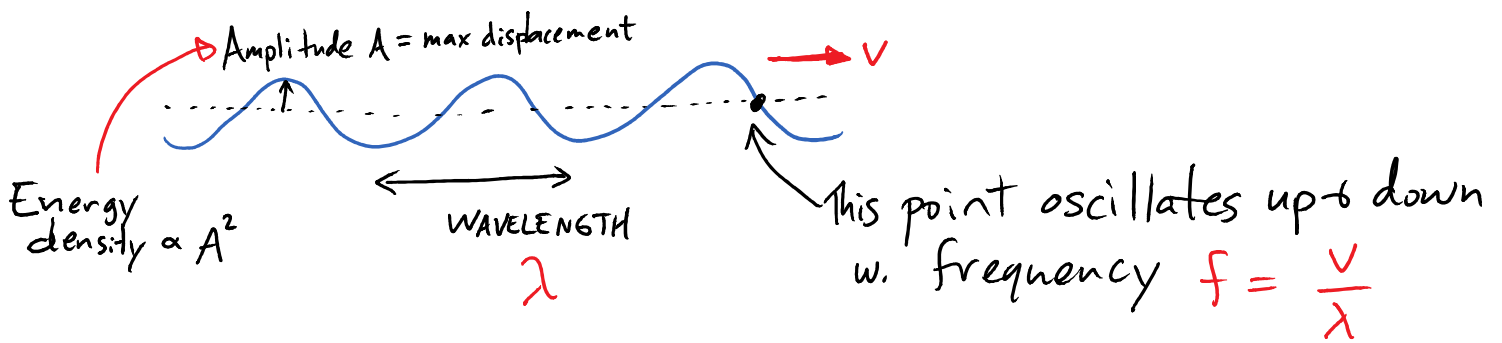 Amplitude A = max displacement
v
Energy
density ∝ A²
WAVELENGTH
λ
This point oscillates up & down
w. frequency f = v/λ